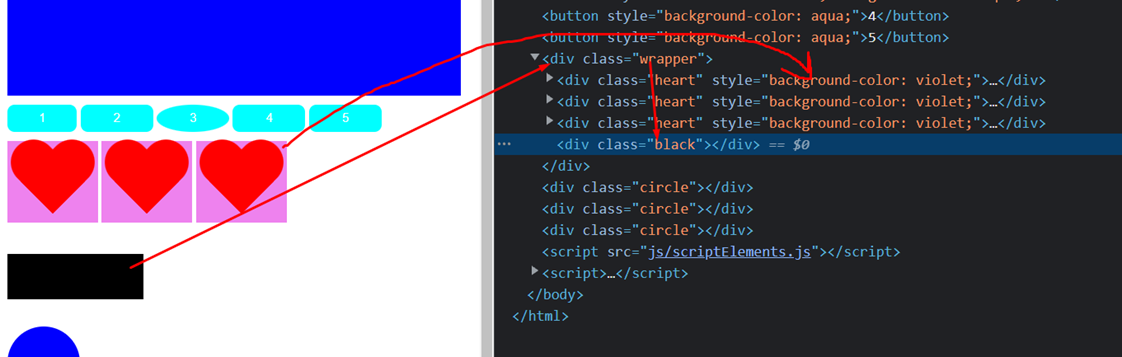 <button style="background-color: aqua;">4</button>
<button style="background-color: aqua;">5</button>
<div class="wrapper">
<div class="heart" style="background-color: violet;">…</div>
<div class="heart" style="background-color: violet;">…</div>
<div class="heart" style="background-color: violet;">…</div>
<div class="black"></div> == $0
</div>
<div class="circle"></div>
<div class="circle"></div>
<div class="circle"></div>
<script src="js/scriptElements.js"></script>
<script>…</script>
</body>
</html>
1 2 3 4 5